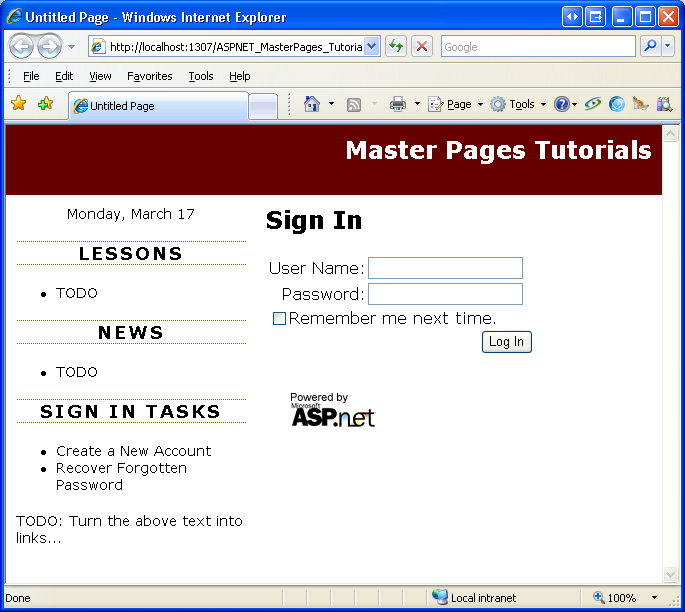 Untitled Page - Windows Internet Explorer
http://localhost:1307/ASPNET_MasterPages_Tutoria
Google
File Edit View Favorites Tools Help
Untitled Page
Page Tools
Master Pages Tutorials
Monday, March 17
LESSONS
TODO
NEWS
TODO
SIGN IN TASKS
Create a New Account
Recover Forgotten
Password
TODO: Turn the above text into
links...
Sign In
User Name:
Password:
Remember me next time.
Log In
Powered by
Microsoft
ASP.net
Done Local intranet 100%